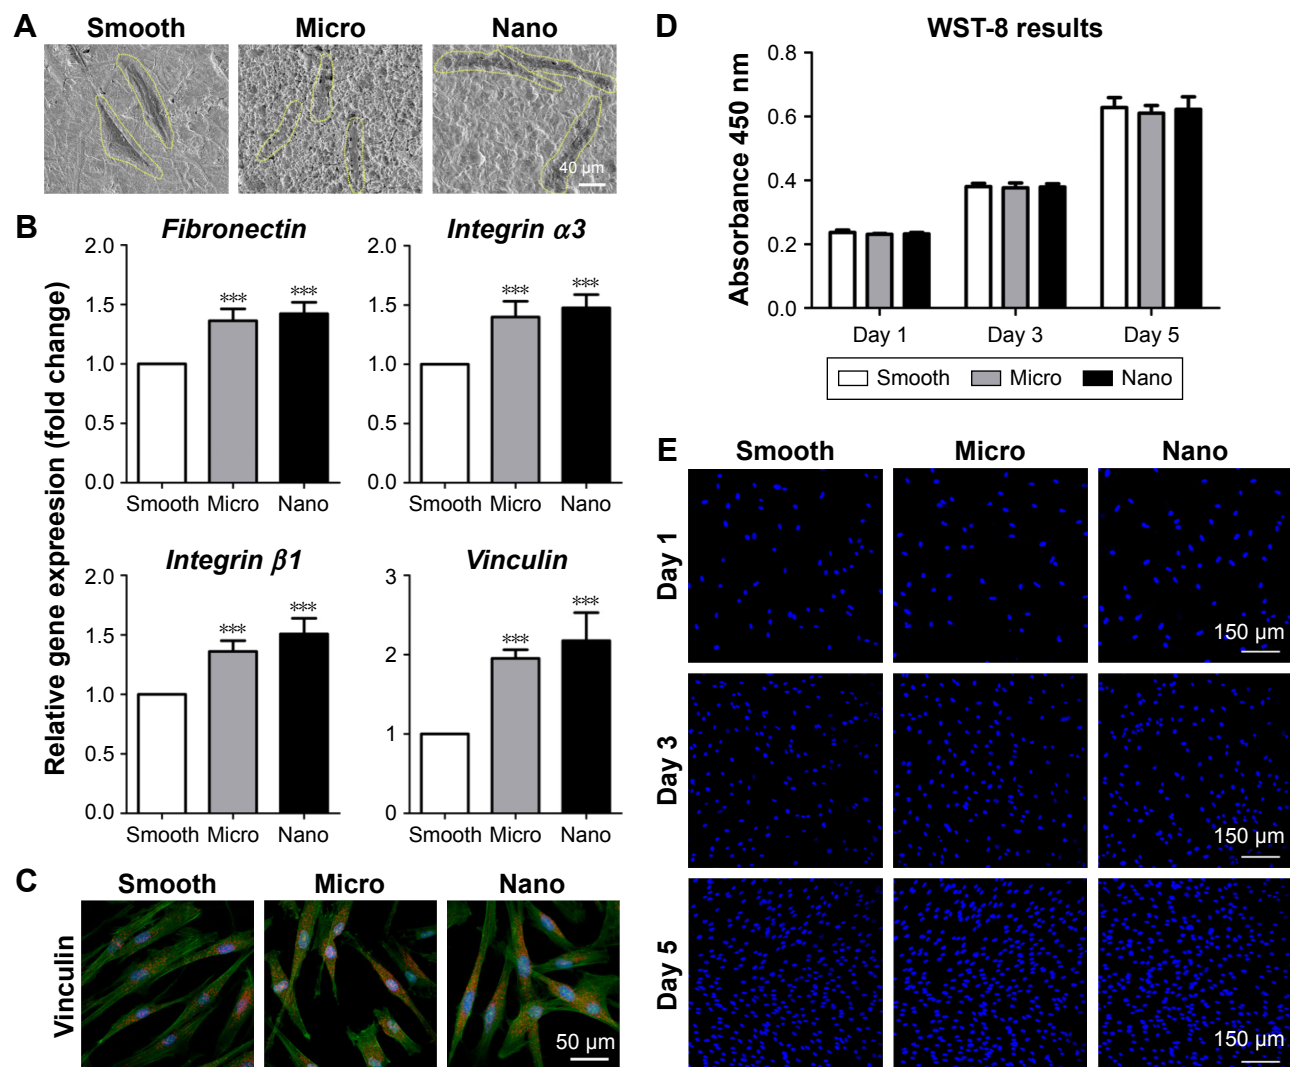 A
Smooth Micro Nano
40 µm
B
Relative gene expreesion (fold change)
Fibronectin
2.0
1.5
1.0
0.5
0.0
*** ***
Smooth Micro Nano
Integrin α3
2.0
1.5
1.0
0.5
0.0
*** ***
Smooth Micro Nano
Integrin β1
2.0
1.5
1.0
0.5
0.0
*** ***
Smooth Micro Nano
Vinculin
3
2
1
0
*** ***
Smooth Micro Nano
C
Smooth Micro Nano
Vinculin
50 µm
D
WST-8 results
Absorbance 450 nm
0.8
0.6
0.4
0.2
0.0
Day 1 Day 3 Day 5
Smooth Micro Nano
E
Smooth Micro Nano
Day 1
150 µm
Day 3
150 µm
Day 5
150 µm